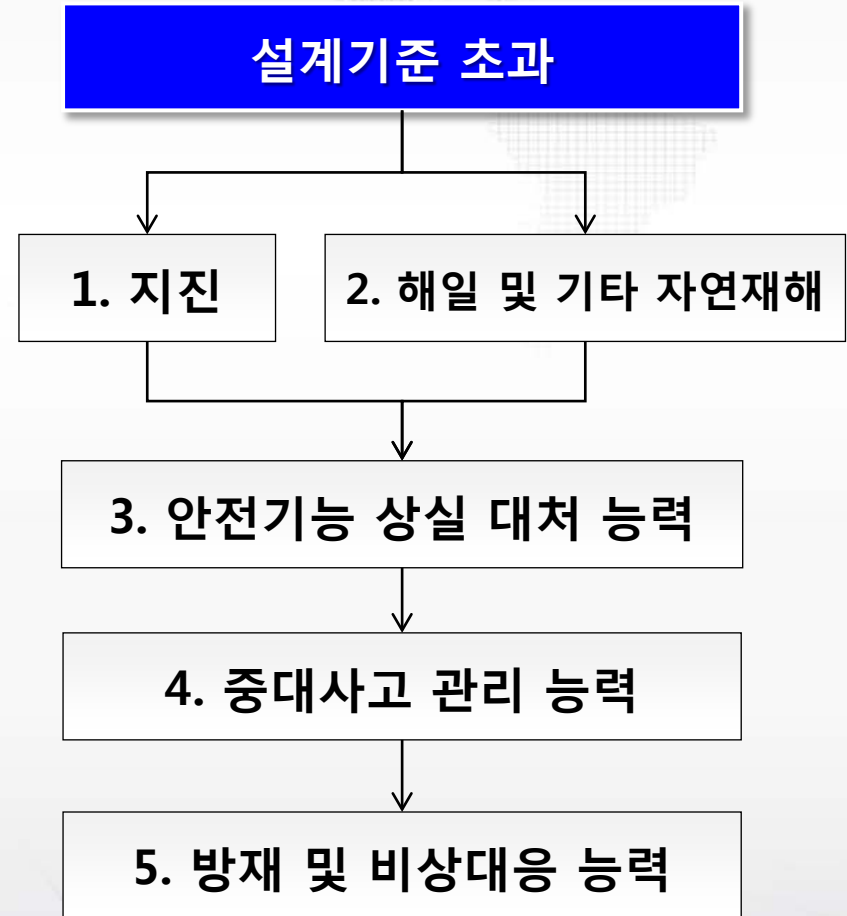 설계기준 초과
1. 지진
2. 해일 및 기타 자연재해
3. 안전기능 상실 대처 능력
4. 중대사고 관리 능력
5. 방재 및 비상대응 능력